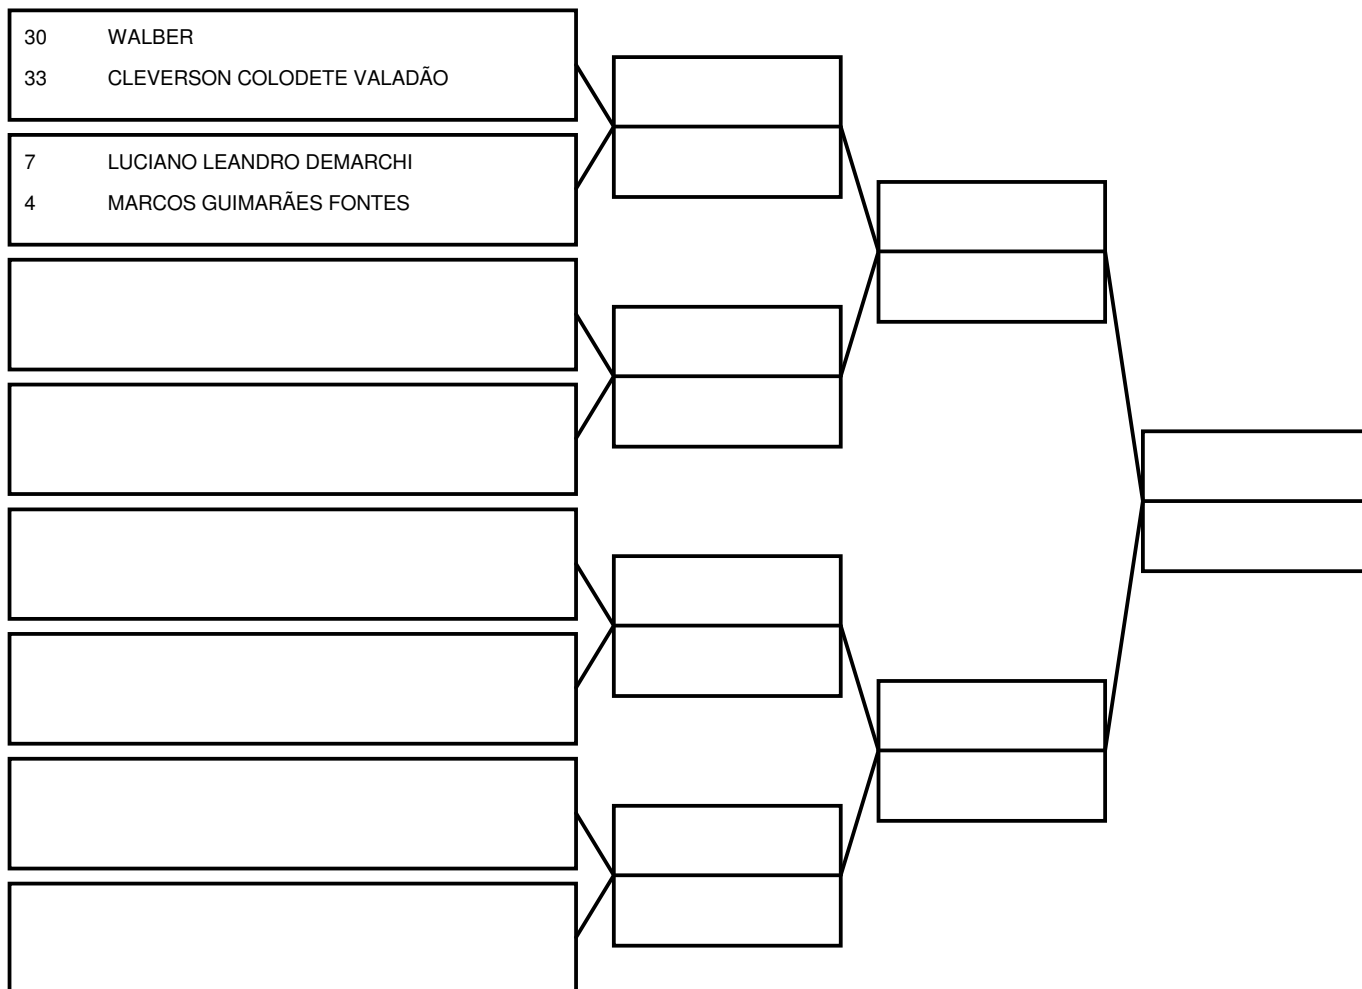 30 WALBER
33 CLEVERSON COLODETE VALADÃO
7 LUCIANO LEANDRO DEMARCHI
4 MARCOS GUIMARÃES FONTES